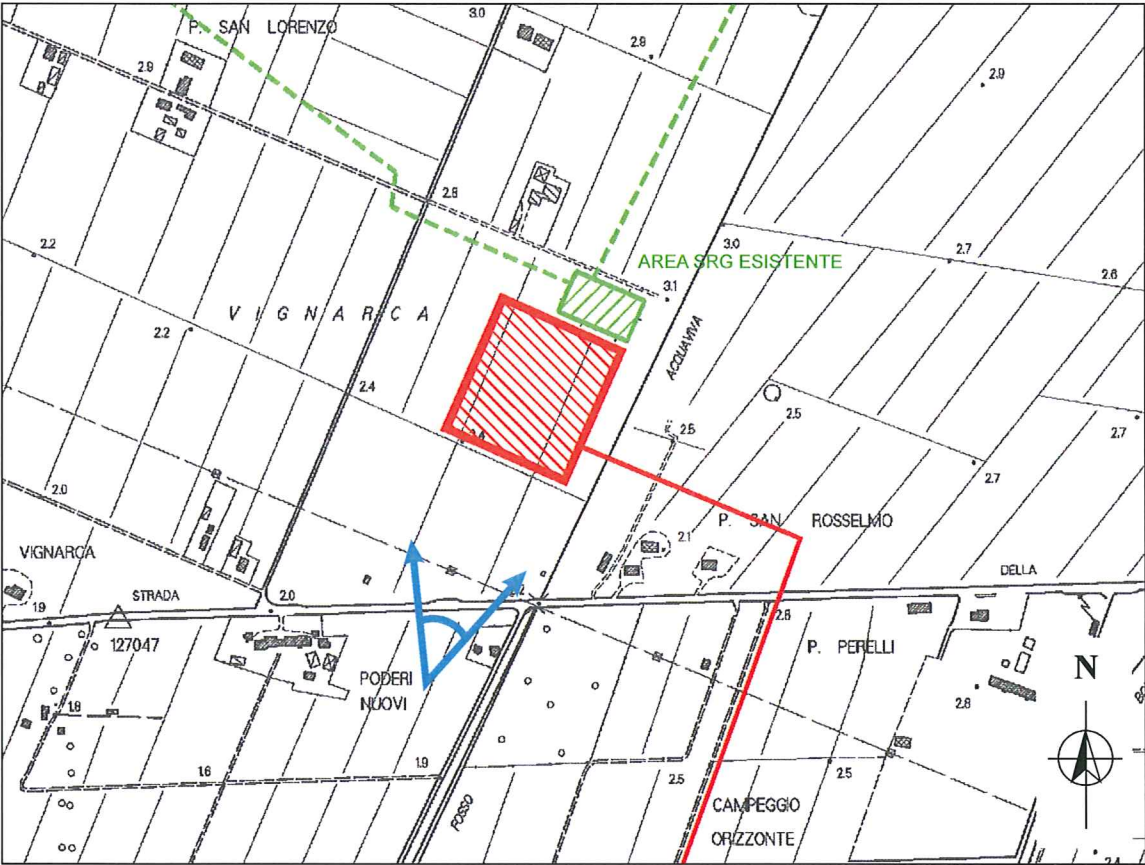 P. SAN LORENZO
3.0
2.8
2.9
2.9
2.8
3.0
2.7
2.6
AREA SRG ESISTENTE
3.1
2.2
VIGNARCA
2.2
ACQUAVIVA
2.4
2.5
2.7
2.4
2.5
2.7
2.0
P. SAN ROSSELMO
2.1
VIGNARCA
DELLA
STRADA
2.0
1.9
2.6
127047
P. PERELLI
N
PODERI
NUOVI
2.8
1.8
1.6
1.9
2.5
2.5
FOSSO
CAMPEGGIO
ORIZZONTE
2.4